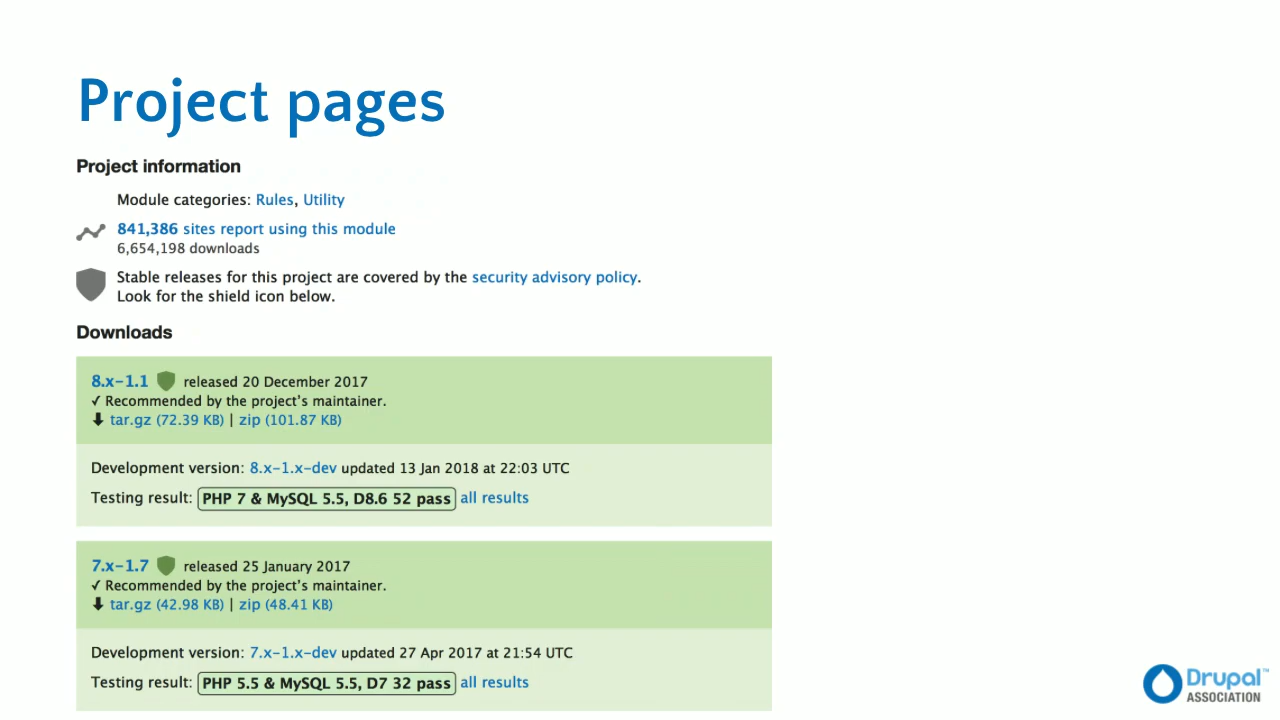 Project pages
Project information
Module categories: Rules, Utility
841,386 sites report using this module
6,654,198 downloads
Stable releases for this project are covered by the security advisory policy.
Look for the shield icon below.
Downloads
8.x-1.1 released 20 December 2017
✓ Recommended by the project's maintainer.
tar.gz (72.39 KB) | zip (101.87 KB)
Development version: 8.x-1.x-dev updated 13 Jan 2018 at 22:03 UTC
Testing result: PHP 7 & MySQL 5.5, D8.6 52 pass all results
7.x-1.7 released 25 January 2017
✓ Recommended by the project's maintainer.
tar.gz (42.98 KB) | zip (48.41 KB)
Development version: 7.x-1.x-dev updated 27 Apr 2017 at 21:54 UTC
Testing result: PHP 5.5 & MySQL 5.5, D7 32 pass all results
Drupal™
ASSOCIATION